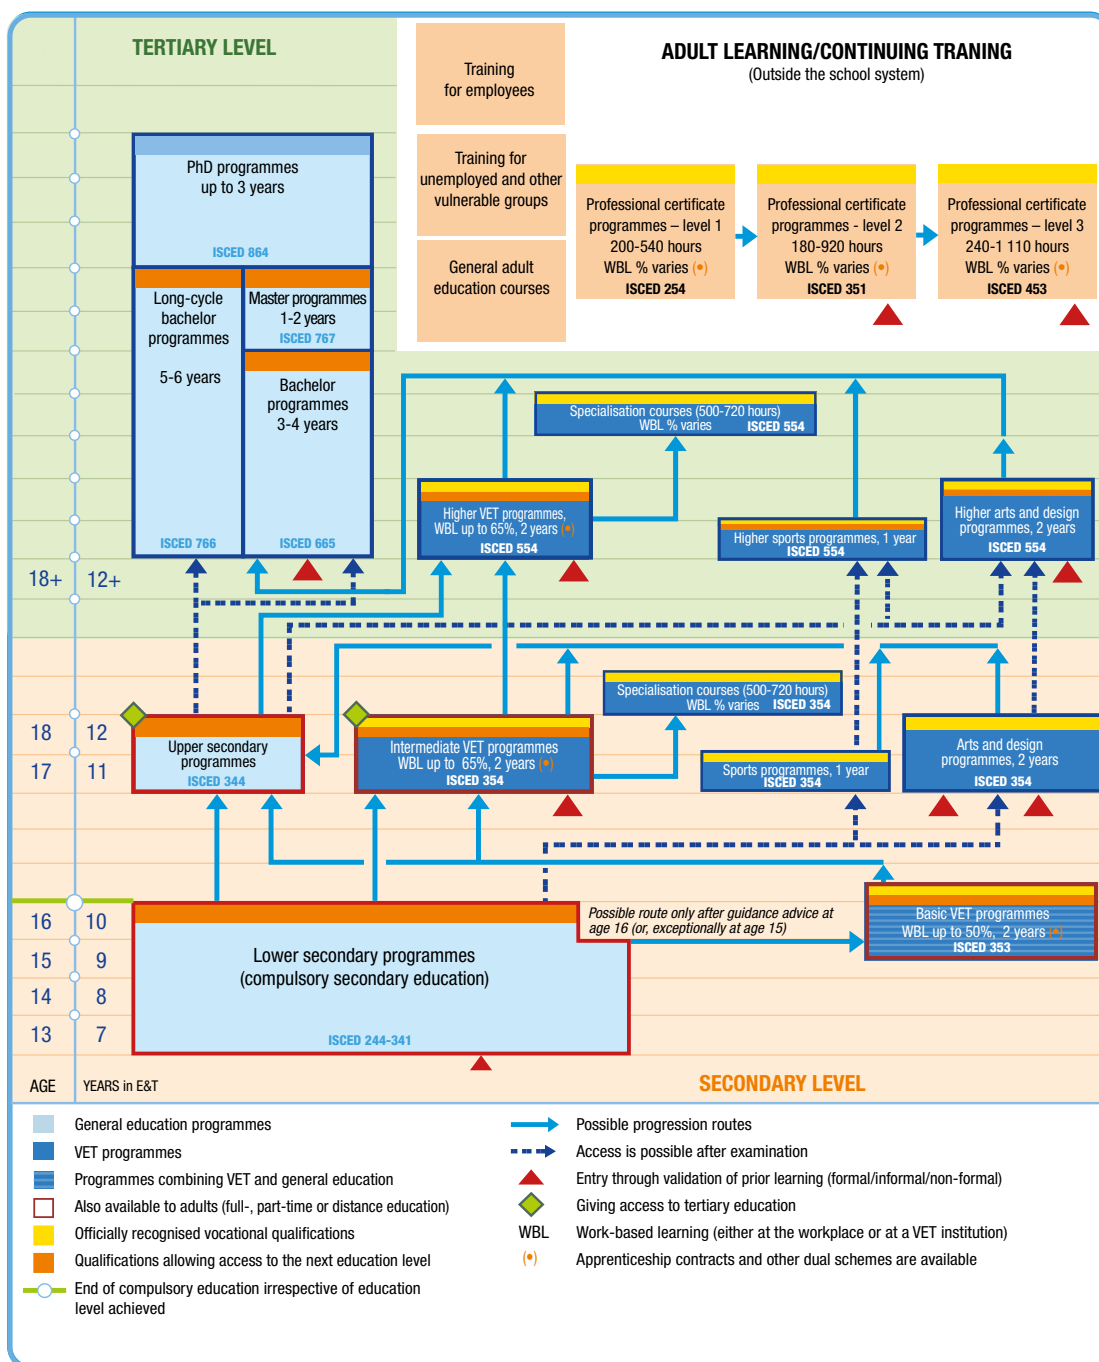 TERTIARY LEVEL
Training
for employees
ADULT LEARNING/CONTINUING TRANING
(Outside the school system)
Training for
unemployed and other
vulnerable groups
General adult
education courses
Professional certificate
programmes – level 1
200-540 hours
WBL % varies (•)
ISCED 254
Professional certificate
programmes - level 2
180-920 hours
WBL % varies (•)
ISCED 351
Professional certificate
programmes – level 3
240-1 110 hours
WBL % varies (•)
ISCED 453
PhD programmes
up to 3 years
ISCED 864
Long-cycle
bachelor
programmes
5-6 years
ISCED 766
Master programmes
1-2 years
ISCED 767
Bachelor
programmes
3-4 years
ISCED 665
Specialisation courses (500-720 hours)
WBL % varies ISCED 554
Higher VET programmes,
WBL up to 65%, 2 years (•)
ISCED 554
Higher sports programmes, 1 year
ISCED 554
Higher arts and design
programmes, 2 years
ISCED 554
18+ 12+
Specialisation courses (500-720 hours)
WBL % varies ISCED 354
18 12
17 11
Upper secondary
programmes
ISCED 344
Intermediate VET programmes
WBL up to 65%, 2 years (•)
ISCED 354
Sports programmes, 1 year
ISCED 354
Arts and design
programmes, 2 years
ISCED 354
16 10
15 9
14 8
13 7
Lower secondary programmes
(compulsory secondary education)
ISCED 244-341
Possible route only after guidance advice at
age 16 (or, exceptionally at age 15)
Basic VET programmes
WBL up to 50%, 2 years (•)
ISCED 353
AGE YEARS in E&T
SECONDARY LEVEL
General education programmes
VET programmes
Programmes combining VET and general education
Also available to adults (full-, part-time or distance education)
Officially recognised vocational qualifications
Qualifications allowing access to the next education level
End of compulsory education irrespective of education
level achieved
Possible progression routes
Access is possible after examination
Entry through validation of prior learning (formal/informal/non-formal)
Giving access to tertiary education
WBL Work-based learning (either at the workplace or at a VET institution)
(•) Apprenticeship contracts and other dual schemes are available